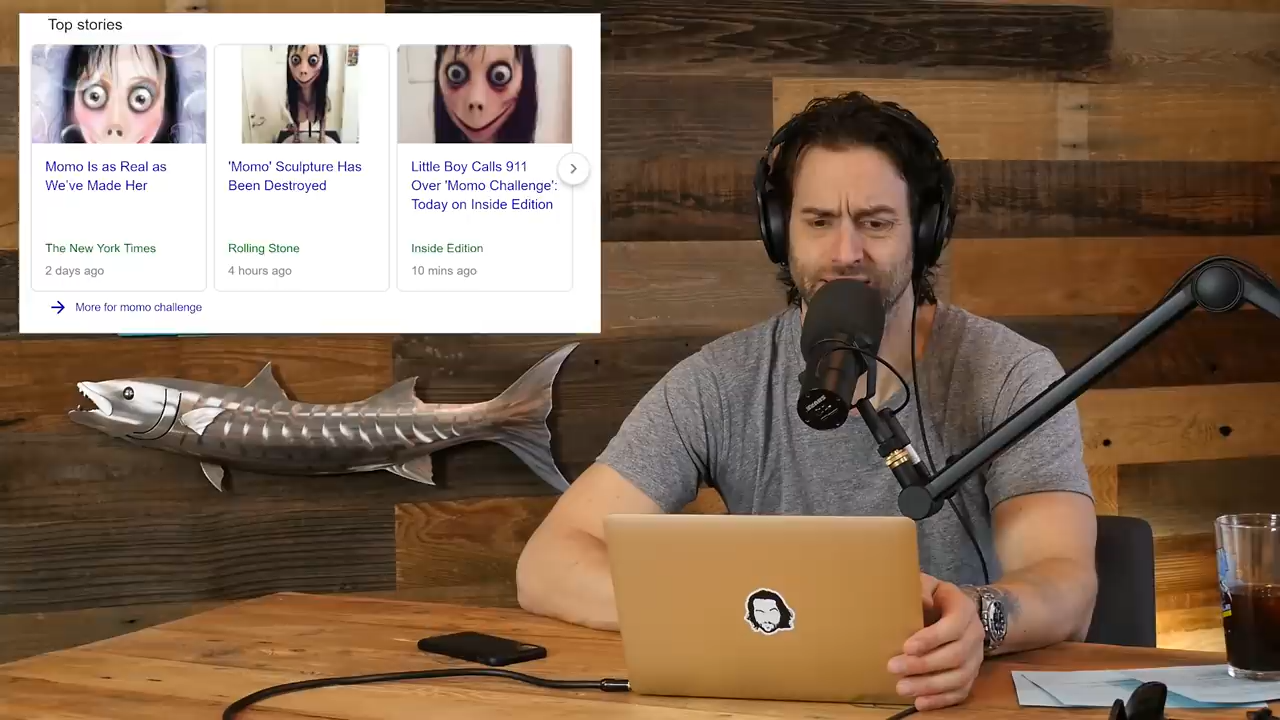 Top stories
Momo Is as Real as
We've Made Her
The New York Times
2 days ago
'Momo' Sculpture Has
Been Destroyed
Rolling Stone
4 hours ago
Little Boy Calls 911
Over 'Momo Challenge':
Today on Inside Edition
Inside Edition
10 mins ago
More for momo challenge
SHURE